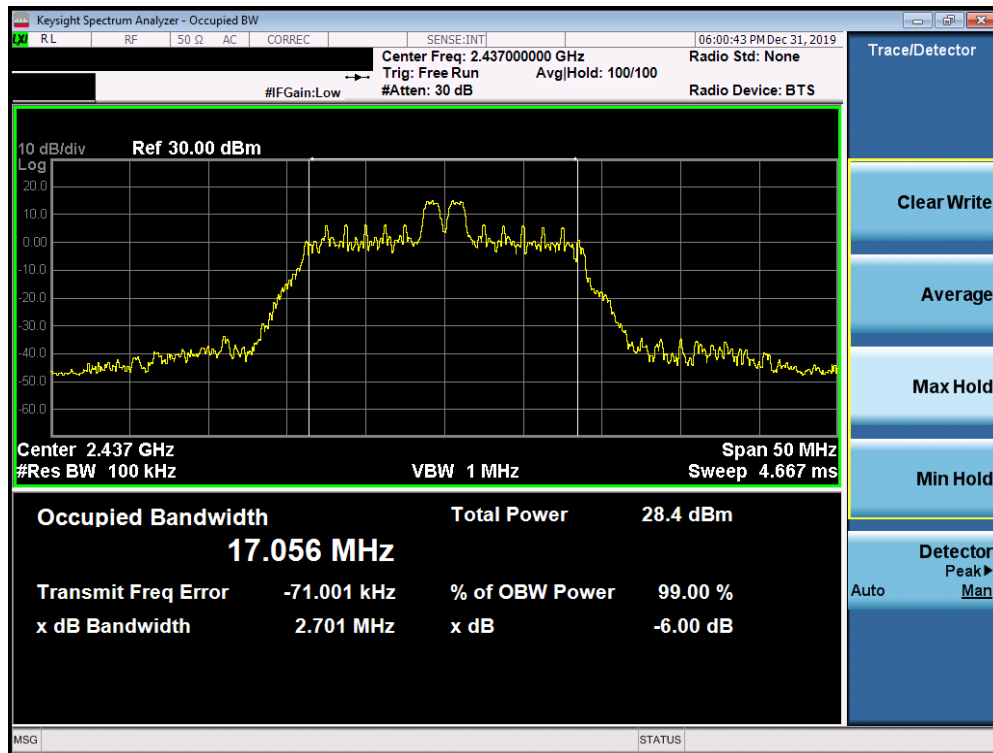 Keysight Spectrum Analyzer - Occupied BW
LXI RL RF 50 Ω AC CORREC SENSE:INT 06:00:43 PM Dec 31, 2019
Center Freq: 2.437000000 GHz Radio Std: None
Trig: Free Run Avg|Hold: 100/100
#IFGain:Low #Atten: 30 dB Radio Device: BTS
10 dB/div Ref 30.00 dBm
Log
20.0
10.0
0.00
-10.0
-20.0
-30.0
-40.0
-50.0
-60.0
Center 2.437 GHz Span 50 MHz
#Res BW 100 kHz VBW 1 MHz Sweep 4.667 ms
Occupied Bandwidth Total Power 28.4 dBm
17.056 MHz
Transmit Freq Error -71.001 kHz % of OBW Power 99.00 %
x dB Bandwidth 2.701 MHz x dB -6.00 dB
MSG STATUS
Trace/Detector
Clear Write
Average
Max Hold
Min Hold
Detector
Peak▶
Auto Man